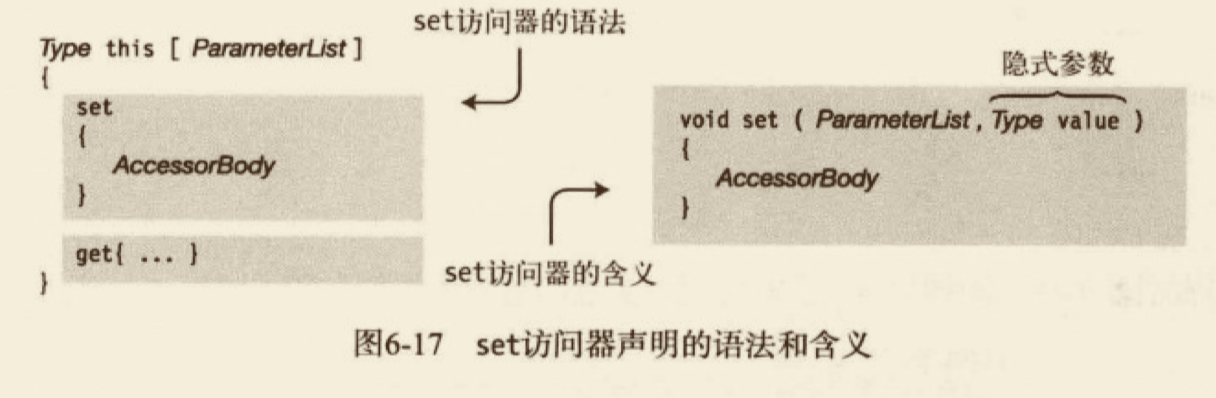 set访问器的语法
Type this [ ParameterList ]
{
set
{
AccessorBody
}
get{ ... }
}
隐式参数
void set ( ParameterList, Type value )
{
AccessorBody
}
set访问器的含义
图6-17 set访问器声明的语法和含义